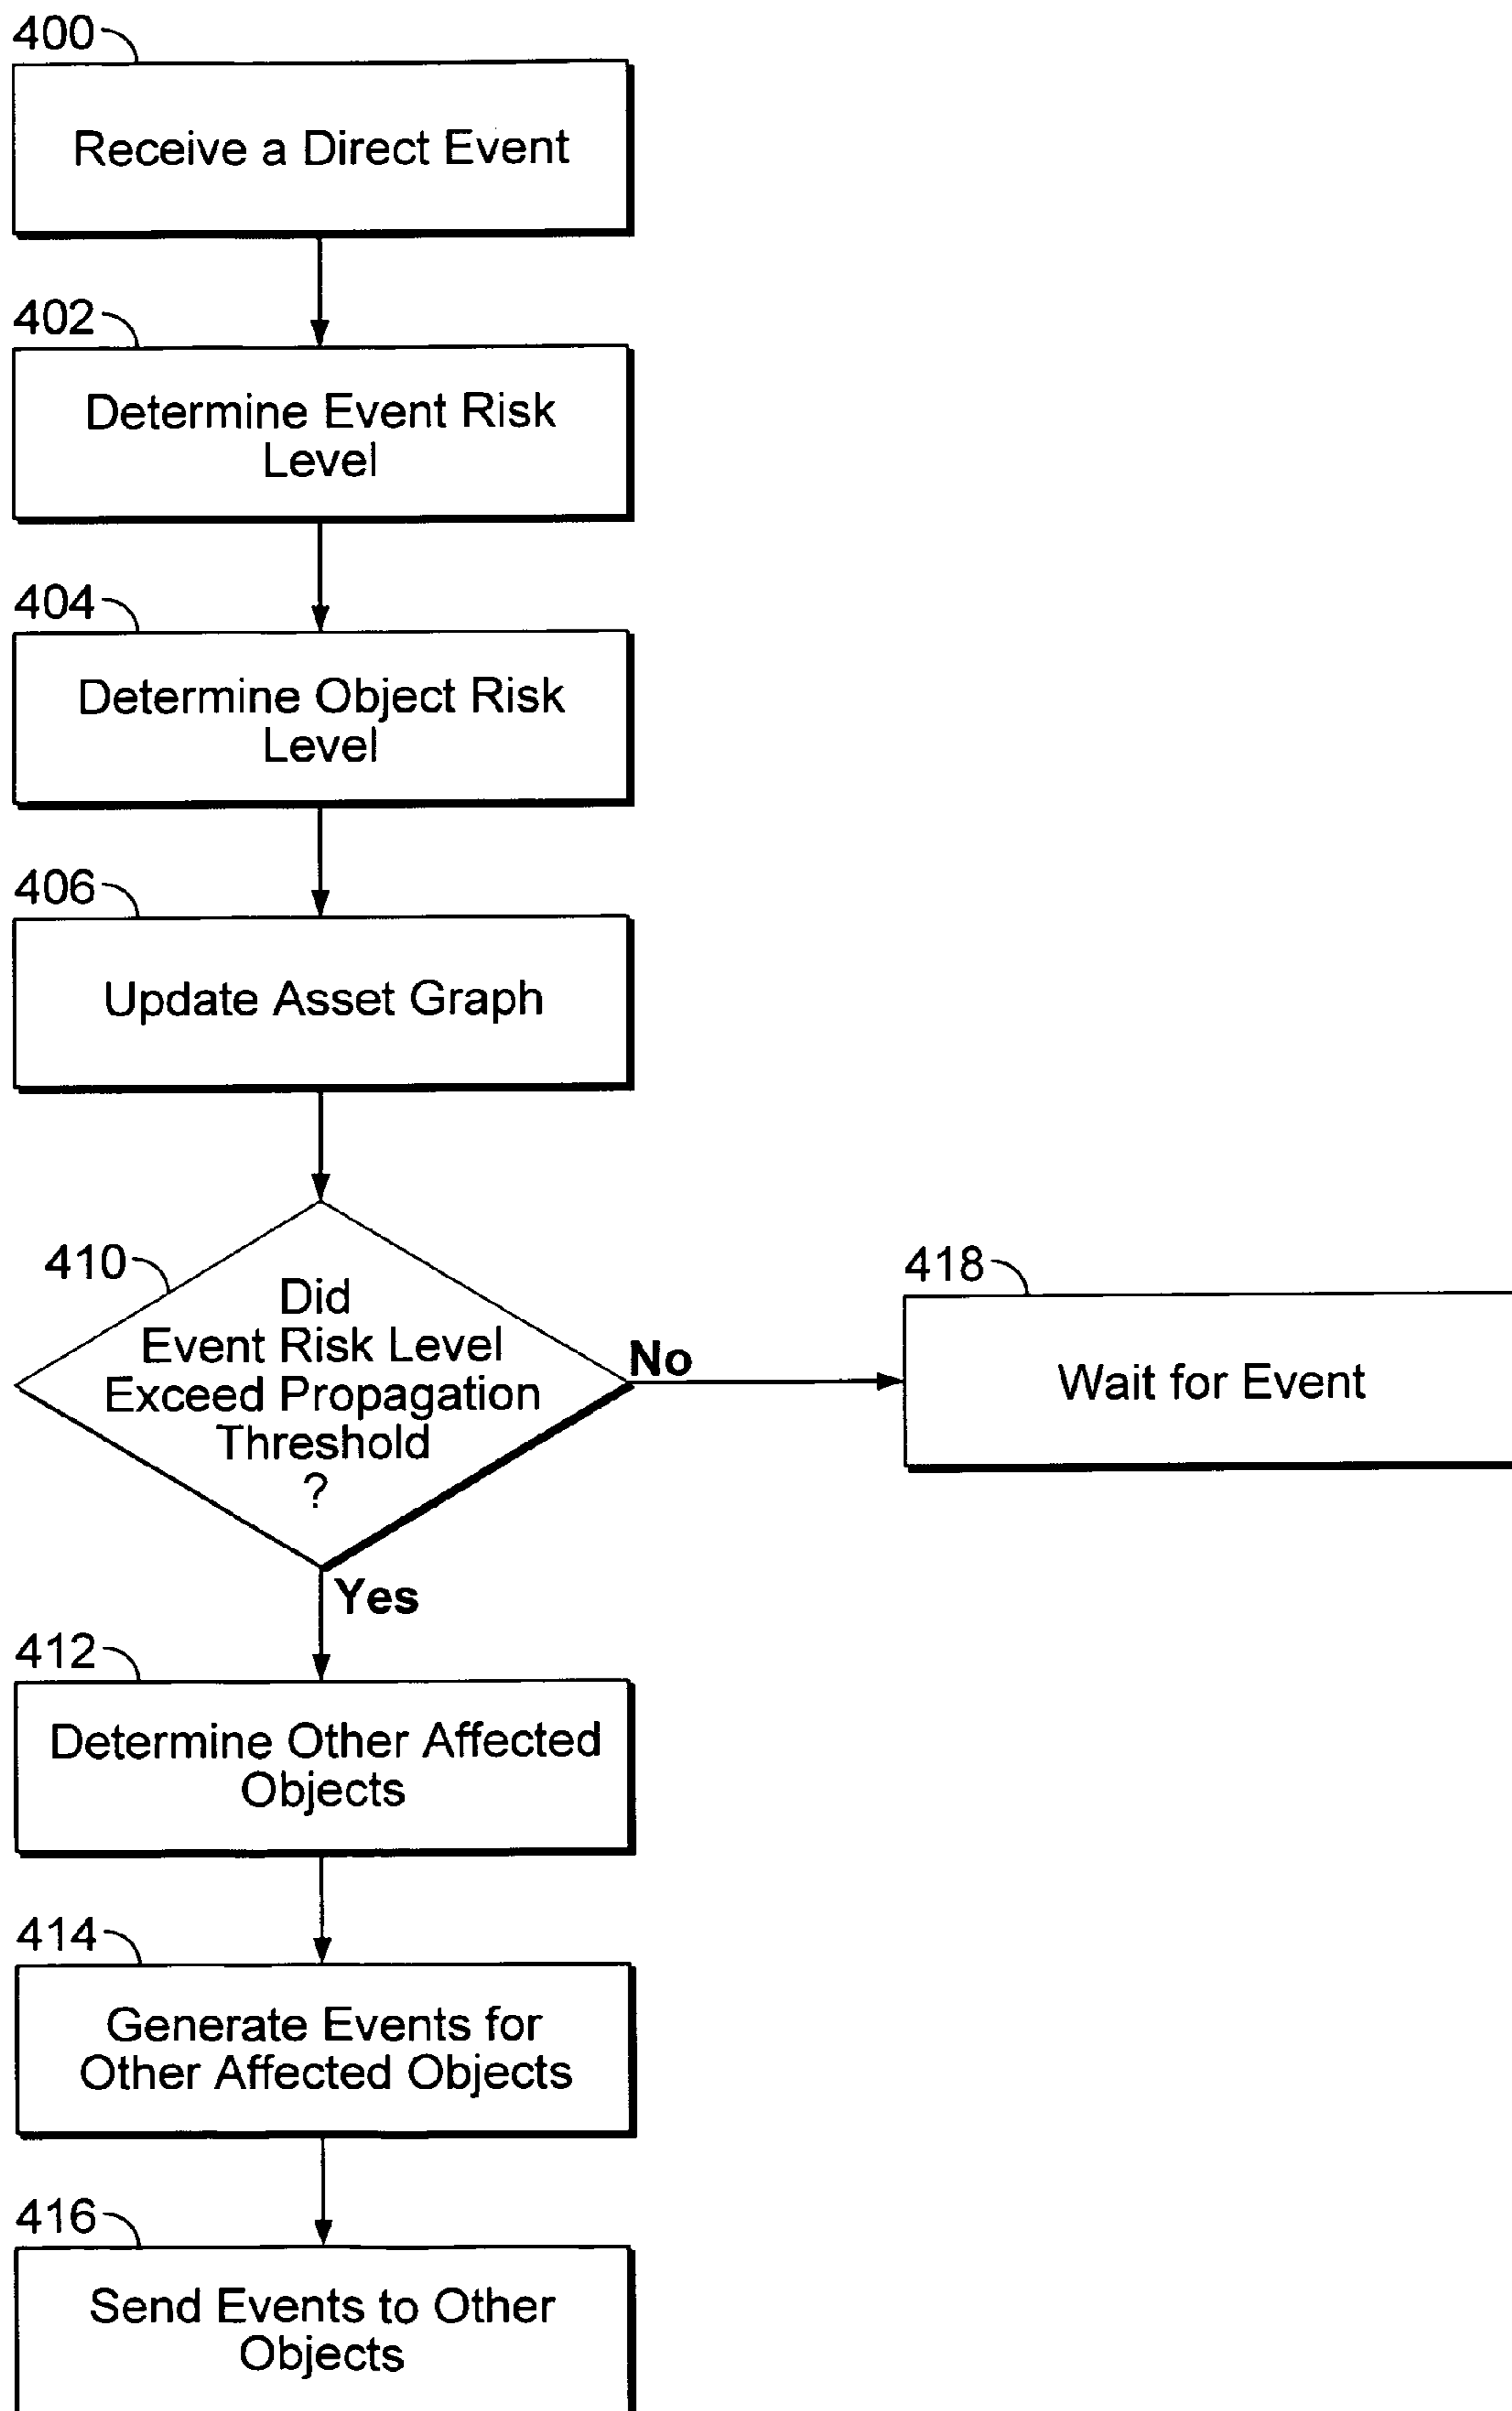 400
Receive a Direct Event
402
Determine Event Risk
Level
404
Determine Object Risk
Level
406
Update Asset Graph
410
Did
Event Risk Level
Exceed Propagation
Threshold
?
No
418
Wait for Event
Yes
412
Determine Other Affected
Objects
414
Generate Events for
Other Affected Objects
416
Send Events to Other
Objects